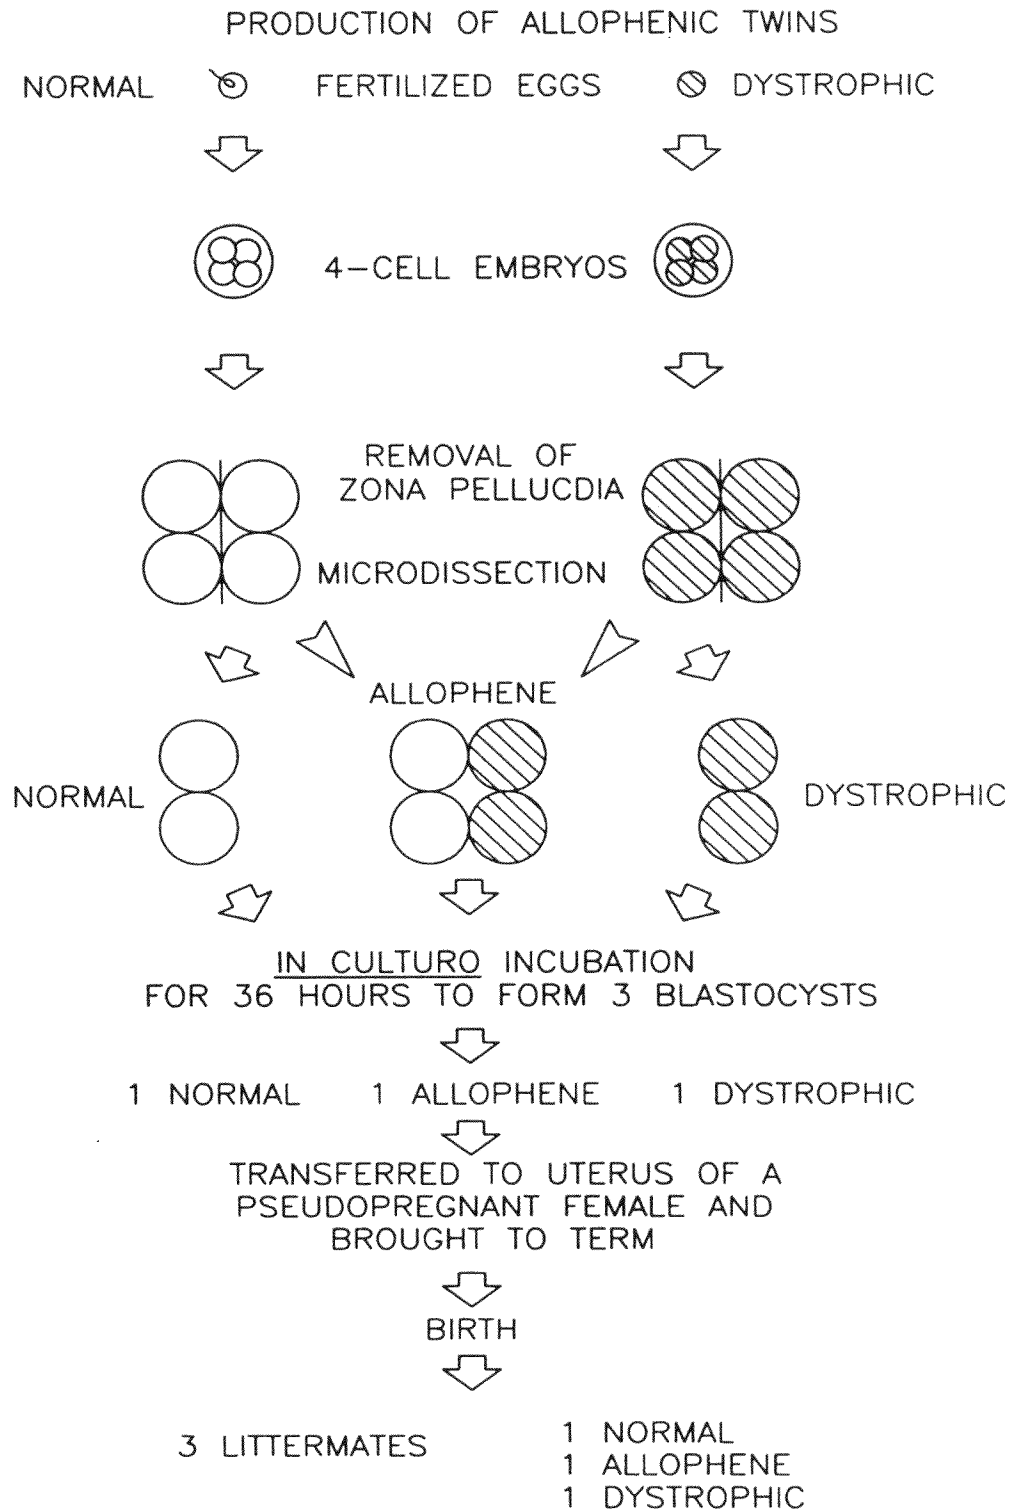 PRODUCTION OF ALLOPHENIC TWINS
NORMAL FERTILIZED EGGS DYSTROPHIC
4-CELL EMBRYOS
REMOVAL OF
ZONA PELLUCDIA
MICRODISSECTION
ALLOPHENE
NORMAL DYSTROPHIC
IN CULTURO INCUBATION
FOR 36 HOURS TO FORM 3 BLASTOCYSTS
1 NORMAL 1 ALLOPHENE 1 DYSTROPHIC
TRANSFERRED TO UTERUS OF A
PSEUDOPREGNANT FEMALE AND
BROUGHT TO TERM
BIRTH
3 LITTERMATES
1 NORMAL
1 ALLOPHENE
1 DYSTROPHIC